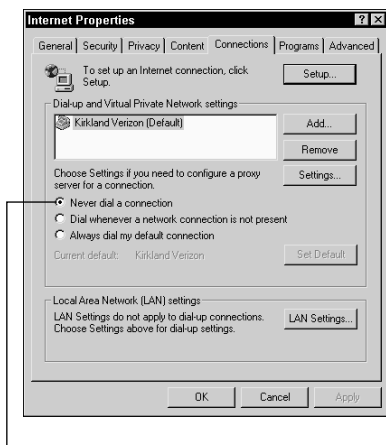 Internet Properties
General Security Privacy Content Connections Programs Advanced
To set up an Internet connection, click
Setup.
Setup...
Dial-up and Virtual Private Network settings
Kirkland Verizon (Default)
Add...
Remove
Choose Settings if you need to configure a proxy
server for a connection.
Settings...
Never dial a connection
Dial whenever a network connection is not present
Always dial my default connection
Current default: Kirkland Verizon
Set Default
Local Area Network (LAN) settings
LAN Settings do not apply to dial-up connections.
Choose Settings above for dial-up settings.
LAN Settings...
OK Cancel Apply